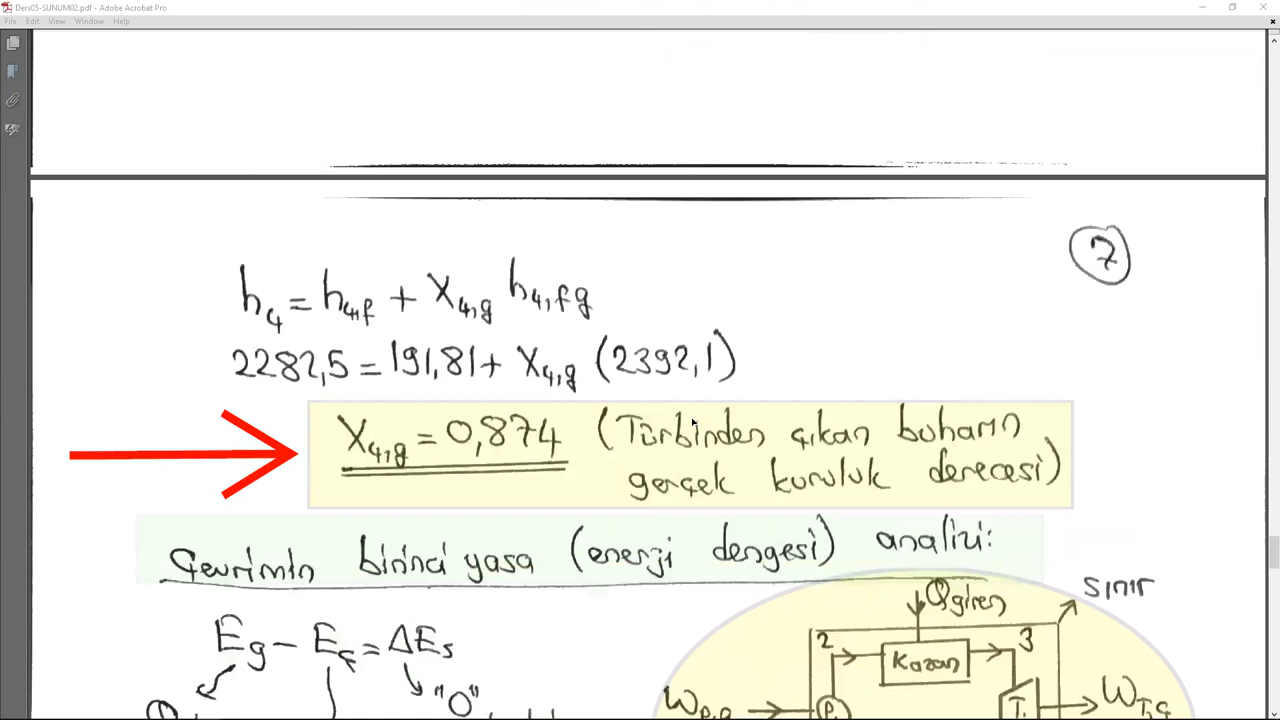 Ders05-SUNUM02.pdf - Adobe Acrobat Pro
File Edit View Window Help
7
h4 = h4,f + X4,g h4,fg
2282,5 = 191,81 + X4,g (2392,1)
X4,g = 0,874 (Türbinden çıkan buharın
gerçek kuruluk derecesi)
Çevrimin birinci yasa (enerji dengesi) analizi:
Qgiren
sınır
Eg - Eç = ΔEs
2
Kazan
3
"0"
WP,g
P.
T.
WT,ç